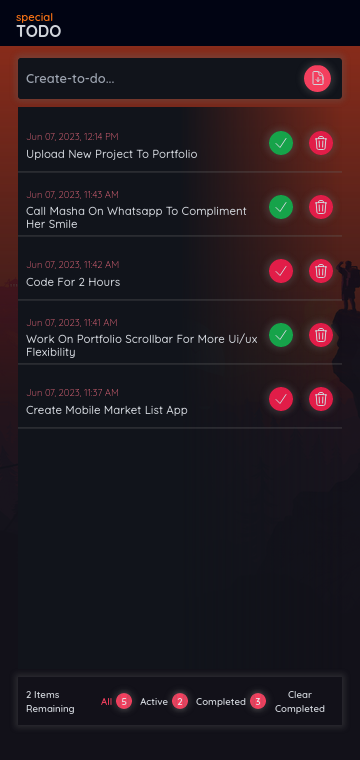 special
TODO
Create-to-do...
Jun 07, 2023, 12:14 PM
Upload New Project To Portfolio
Jun 07, 2023, 11:43 AM
Call Masha On Whatsapp To Compliment
Her Smile
Jun 07, 2023, 11:42 AM
Code For 2 Hours
Jun 07, 2023, 11:41 AM
Work On Portfolio Scrollbar For More Ui/ux
Flexibility
Jun 07, 2023, 11:37 AM
Create Mobile Market List App
2 Items
Remaining
All 5 Active 2 Completed 3
Clear
Completed